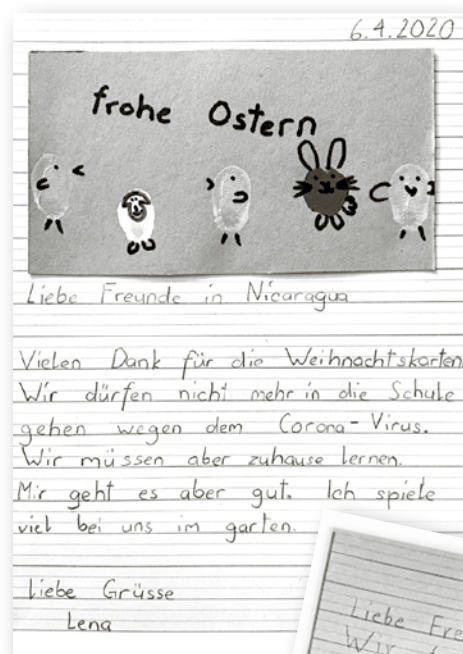 6.4.2020
frohe Ostern
Liebe Freunde in Nicaragua
Vielen Dank für die Weihnachtskarten
Wir dürfen nicht mehr in die Schule
gehen wegen dem Corona-Virus.
Wir müssen aber zuhause lernen.
Mir geht es aber gut. Ich spiele
viel bei uns im garten.
Liebe Grüsse
Lena
Liebe Fre
Wir